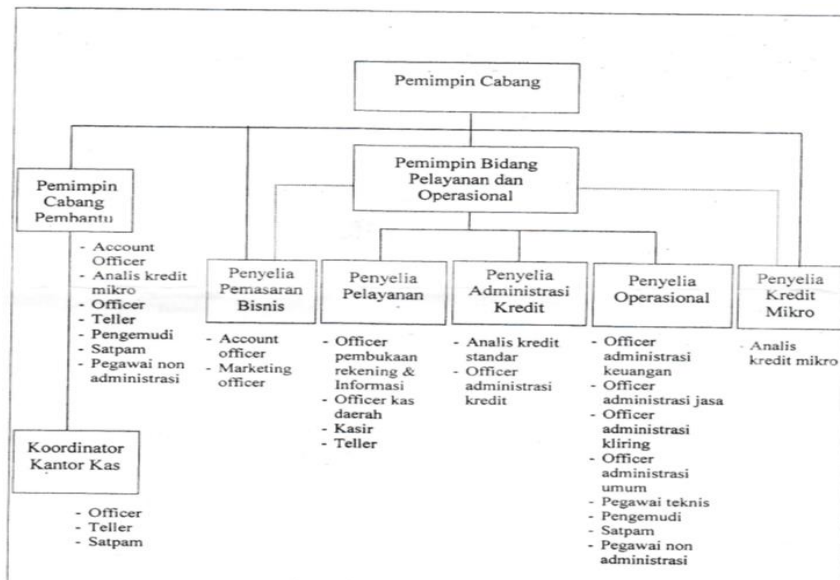 Pemimpin Cabang
Pemimpin Bidang
Pelayanan dan
Operasional
Pemimpin
Cabang
Pembantu
- Account
Officer
- Analis kredit
mikro
- Officer
- Teller
- Pengemudi
- Satpam
- Pegawai non
administrasi
Koordinator
Kantor Kas
- Officer
- Teller
- Satpam
Penyelia
Pemasaran
Bisnis
- Account
officer
- Marketing
officer
Penyelia
Pelayanan
- Officer
pembukaan
rekening &
Informasi
- Officer kas
daerah
- Kasir
- Teller
Penyelia
Administrasi
Kredit
- Analis kredit
standar
- Officer
administrasi
kredit
Penyelia
Operasional
- Officer
administrasi
keuangan
- Officer
administrasi jasa
- Officer
administrasi
kliring
- Officer
administrasi
umum
- Pegawai teknis
- Pengemudi
- Satpam
- Pegawai non
administrasi
Penyelia
Kredit
Mikro
- Analis
kredit mikro